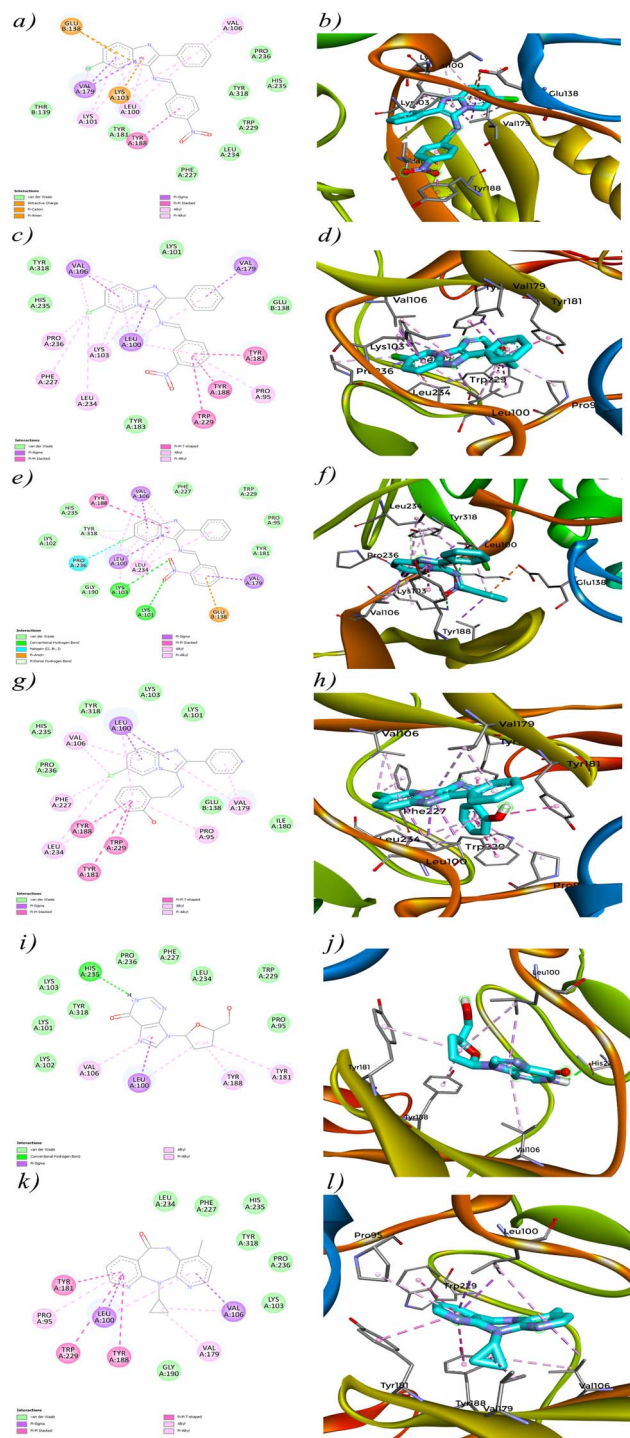 a)
GLU
B:138
VAL
A:106
PRO
A:236
HIS
A:235
VAL
A:179
LYS
A:103
TYR
A:318
THR
B:139
LYS
A:101
LEU
A:100
TRP
A:229
TYR
A:181
TYR
A:188
LEU
A:234
PHE
A:227
Interactions
van der Waals
Attractive Charge
Pi-Cation
Pi-Anion
Pi-Sigma
Pi-Pi Stacked
Alkyl
Pi-Alkyl
b)
Glu138
Val179
Tyr188
c)
LYS
A:101
VAL
A:106
VAL
A:179
TYR
A:318
HIS
A:235
GLU
B:138
PRO
A:236
LYS
A:103
LEU
A:100
TYR
A:181
PHE
A:227
TYR
A:188
PRO
A:95
LEU
A:234
TRP
A:229
TYR
A:183
van der Waals
Pi-Sigma
Pi-Pi Stacked
Pi-Pi T-shaped
Alkyl
Pi-Alkyl
d)
Val179
Tyr181
Val106
Lys103
Trp229
Leu234
Leu100
e)
TYR
A:188
VAL
A:106
PHE
A:227
TRP
A:229
HIS
A:235
PRO
A:95
LYS
A:102
TYR
A:318
TYR
A:181
PRO
A:236
LEU
A:100
LEU
A:234
GLY
A:190
LYS
A:103
VAL
A:179
LYS
A:101
GLU
B:138
Interactions
van der Waals
Conventional Hydrogen Bond
Halogen (Cl, Br, I)
Pi-Anion
Pi-Donor Hydrogen Bond
Pi-Sigma
Pi-Pi Stacked
Alkyl
Pi-Alkyl
f)
Leu234
Tyr318
Leu100
Pro236
Glu138
Lys103
Val106
Tyr188
g)
LYS
A:103
TYR
A:318
LEU
A:100
LYS
A:101
HIS
A:235
VAL
A:106
PRO
A:236
PHE
A:227
GLU
B:138
VAL
A:179
TYR
A:188
ILE
A:180
LEU
A:234
TRP
A:229
PRO
A:95
TYR
A:181
Interactions
van der Waals
Pi-Sigma
Pi-Pi Stacked
Pi-Pi T-shaped
Alkyl
Pi-Alkyl
h)
Val106
Val179
Tyr181
Phe227
Leu234
Leu100
Trp229
i)
HIS
A:235
PRO
A:236
PHE
A:227
LEU
A:234
TRP
A:229
LYS
A:103
TYR
A:318
LYS
A:101
PRO
A:95
LYS
A:102
VAL
A:106
LEU
A:100
TYR
A:188
TYR
A:181
Interactions
van der Waals
Conventional Hydrogen Bond
Pi-Sigma
Alkyl
Pi-Alkyl
j)
Leu100
Tyr181
Tyr188
Val106
k)
LEU
A:234
PHE
A:227
HIS
A:235
TYR
A:318
PRO
A:236
TYR
A:181
LYS
A:103
PRO
A:95
LEU
A:100
VAL
A:106
TRP
A:229
TYR
A:188
VAL
A:179
GLY
A:190
Interactions
van der Waals
Pi-Sigma
Pi-Pi Stacked
Pi-Pi T-shaped
Alkyl
Pi-Alkyl
l)
Pro95
Leu100
Trp229
Tyr181
Tyr188
Val179
Val106